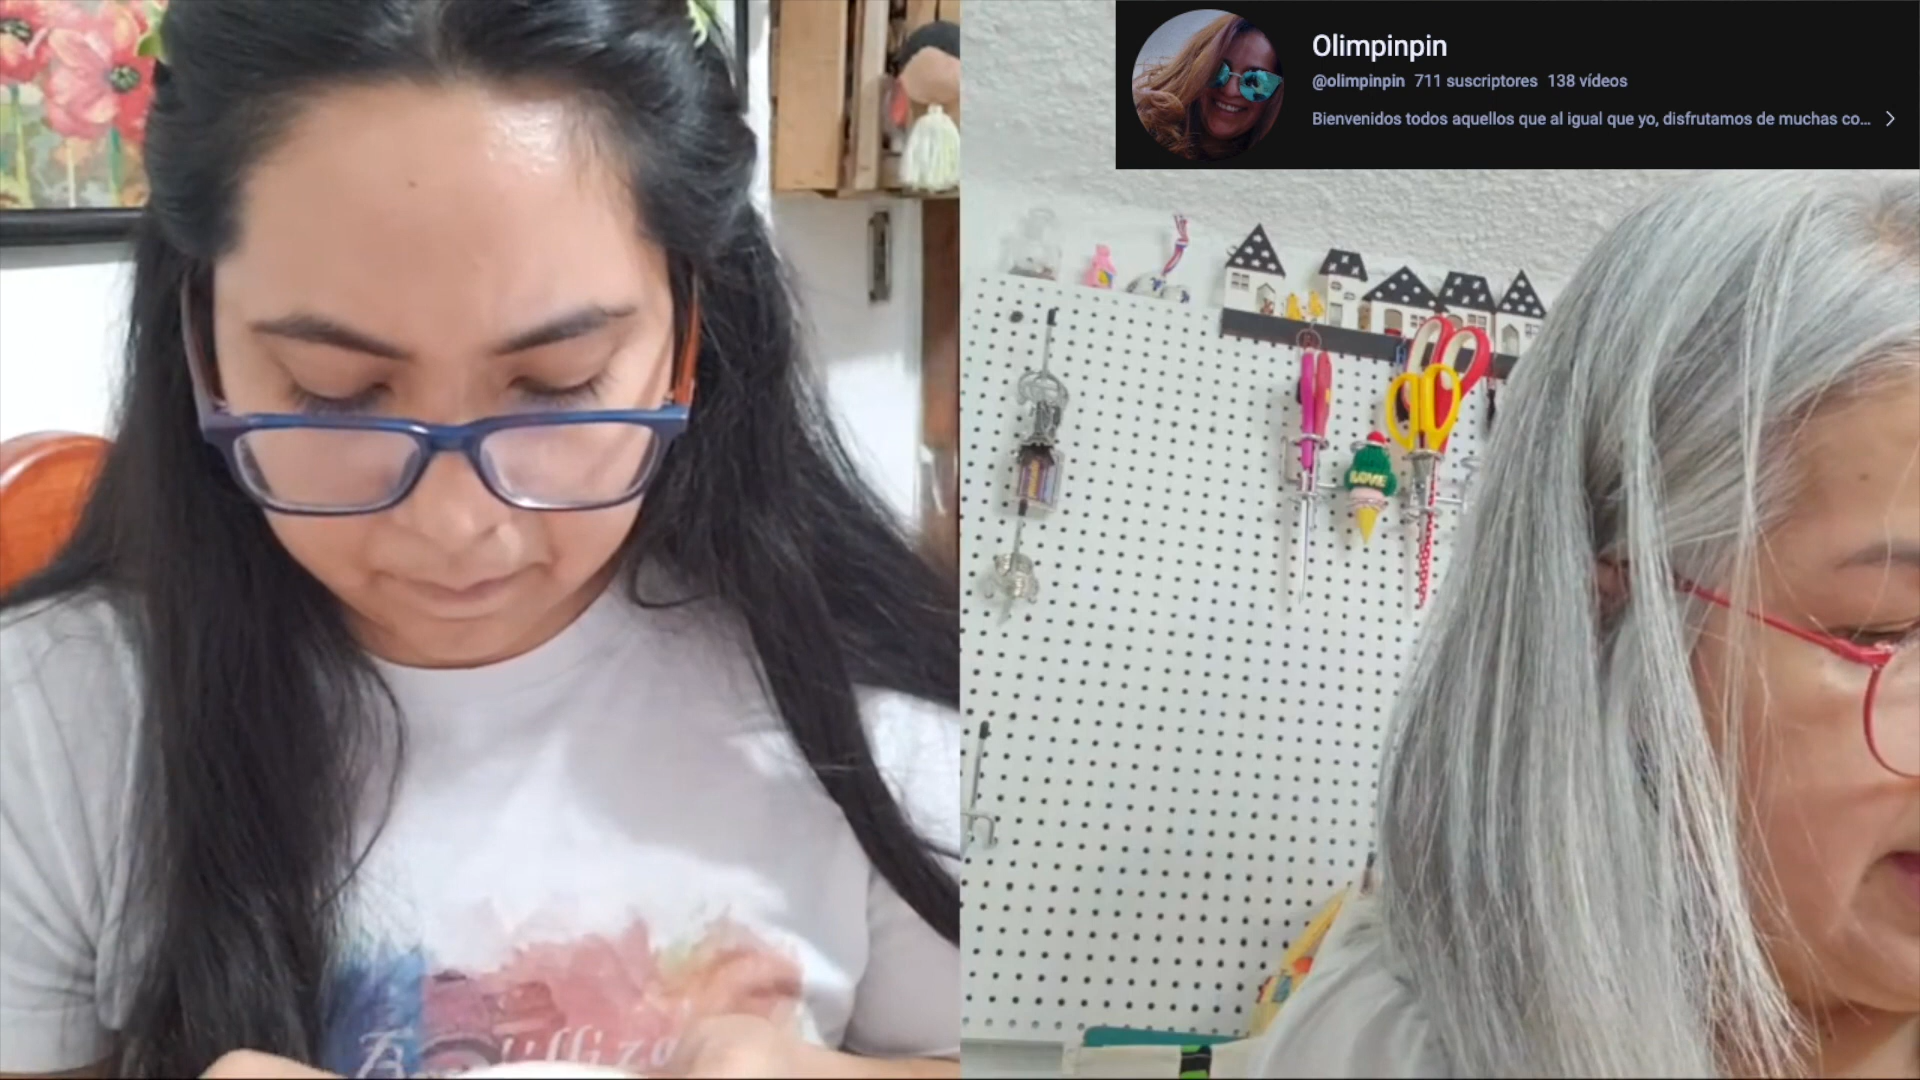 Olimpinpin
@olimpinpin 711 suscriptores 138 vídeos
Bienvenidos todos aquellos que al igual que yo, disfrutamos de muchas co...
LOVE